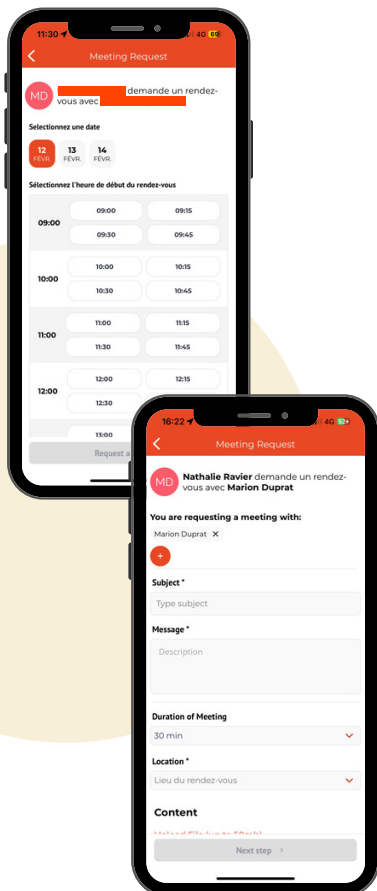 11:30
4G 69
Meeting Request
MD
demande un rendez-
vous avec
Selectionnez une date
12
FÉVR.
13
FÉVR.
14
FÉVR.
Sélectionnez l'heure de début du rendez-vous
09:00
09:00
09:15
09:30
09:45
10:00
10:00
10:15
10:30
10:45
11:00
11:00
11:15
11:30
11:45
12:00
12:00
12:15
12:30
13:00
Request a
16:22
4G 52+
Meeting Request
MD
Nathalie Ravier demande un rendez-
vous avec Marion Duprat
You are requesting a meeting with:
Marion Duprat X
+
Subject *
Type subject
Message *
Description
Duration of Meeting
30 min
Location *
Lieu du rendez-vous
Content
Next step >